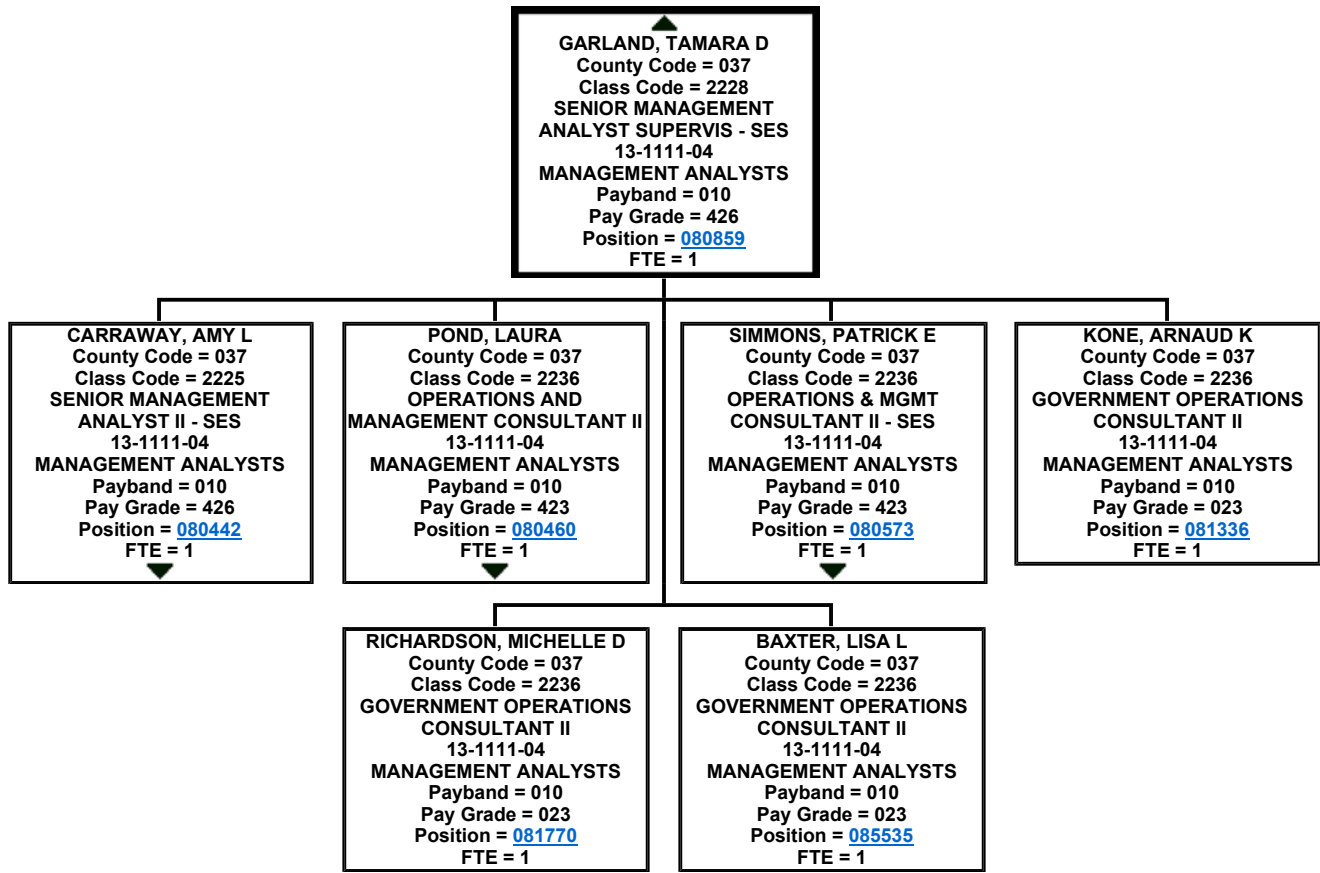 GARLAND, TAMARA D
County Code = 037
Class Code = 2228
SENIOR MANAGEMENT
ANALYST SUPERVIS - SES
13-1111-04
MANAGEMENT ANALYSTS
Payband = 010
Pay Grade = 426
Position = 080859
FTE = 1
CARRAWAY, AMY L
County Code = 037
Class Code = 2225
SENIOR MANAGEMENT
ANALYST II - SES
13-1111-04
MANAGEMENT ANALYSTS
Payband = 010
Pay Grade = 426
Position = 080442
FTE = 1
POND, LAURA
County Code = 037
Class Code = 2236
OPERATIONS AND
MANAGEMENT CONSULTANT II
13-1111-04
MANAGEMENT ANALYSTS
Payband = 010
Pay Grade = 423
Position = 080460
FTE = 1
SIMMONS, PATRICK E
County Code = 037
Class Code = 2236
OPERATIONS & MGMT
CONSULTANT II - SES
13-1111-04
MANAGEMENT ANALYSTS
Payband = 010
Pay Grade = 423
Position = 080573
FTE = 1
KONE, ARNAUD K
County Code = 037
Class Code = 2236
GOVERNMENT OPERATIONS
CONSULTANT II
13-1111-04
MANAGEMENT ANALYSTS
Payband = 010
Pay Grade = 023
Position = 081336
FTE = 1
RICHARDSON, MICHELLE D
County Code = 037
Class Code = 2236
GOVERNMENT OPERATIONS
CONSULTANT II
13-1111-04
MANAGEMENT ANALYSTS
Payband = 010
Pay Grade = 023
Position = 081770
FTE = 1
BAXTER, LISA L
County Code = 037
Class Code = 2236
GOVERNMENT OPERATIONS
CONSULTANT II
13-1111-04
MANAGEMENT ANALYSTS
Payband = 010
Pay Grade = 023
Position = 085535
FTE = 1